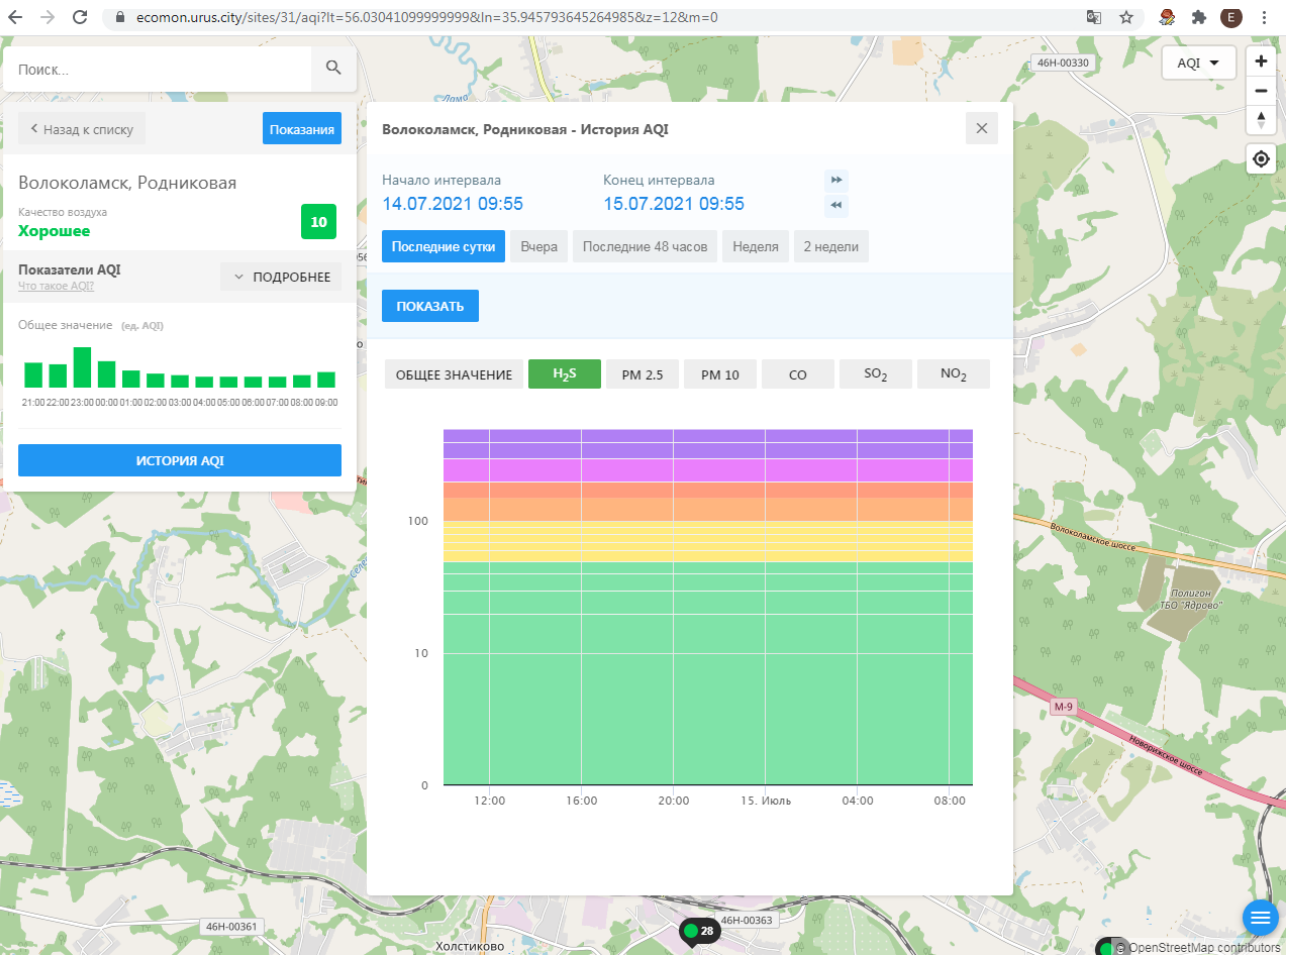 ecomon.urus.city/sites/31/aqi?lt=56.03041099999999&ln=35.945793645264985&z=12&m=0
E
Поиск...
46Н-00330
AQI
Назад к списку
Показания
Волоколамск, Родниковая
Качество воздуха
Хорошее
10
Показатели AQI
Что такое AQI?
ПОДРОБНЕЕ
Общее значение (ед. AQI)
21:00 22:00 23:00 00:00 01:00 02:00 03:00 04:00 05:00 06:00 07:00 08:00 09:00
ИСТОРИЯ AQI
Лама
Волоколамск, Родниковая - История AQI
Начало интервала
Конец интервала
14.07.2021 09:55
15.07.2021 09:55
Последние сутки
Вчера
Последние 48 часов
Неделя
2 недели
ПОКАЗАТЬ
ОБЩЕЕ ЗНАЧЕНИЕ
H2S
PM 2.5
PM 10
CO
SO2
NO2
100
10
0
12:00
16:00
20:00
15. Июль
04:00
08:00
Волоколамское шоссе
Полигон
ТБО "Ядрово"
М-9
Новорижское шоссе
46Н-00361
28
46Н-00363
Холстиково
© OpenStreetMap contributors